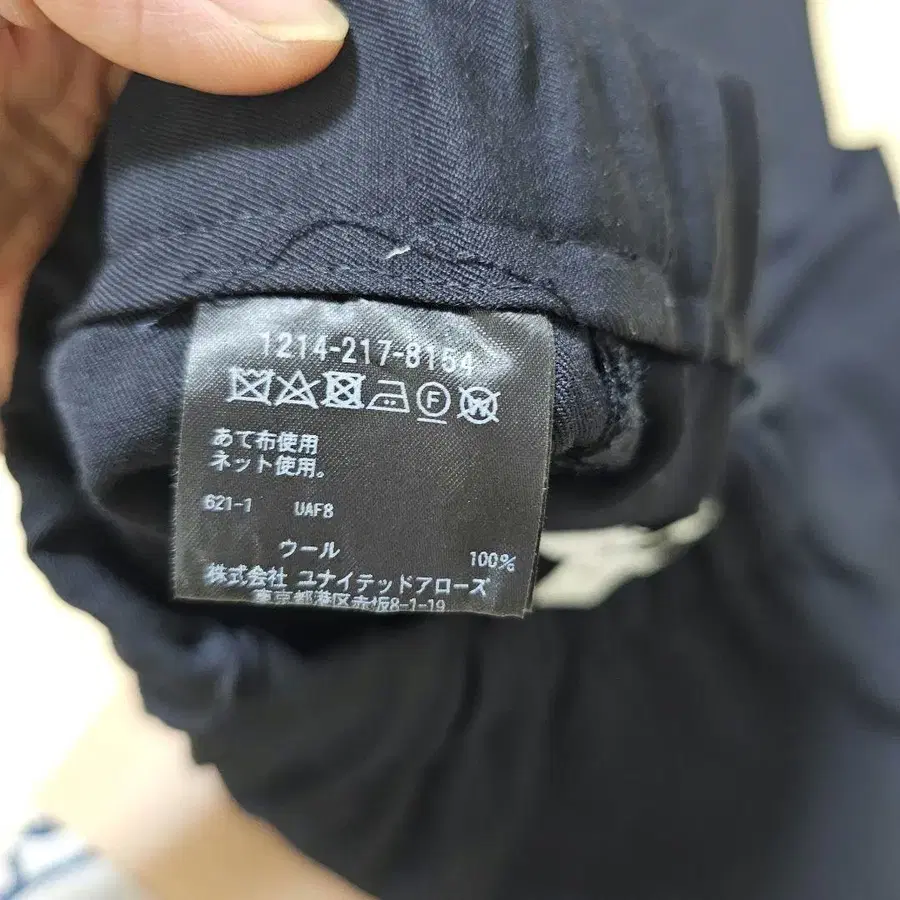 1214-217-8154
F W
あて布使用
ネット使用。
621-1 UAF8
ウール 100%
株式会社 ユナイテッドアローズ
東京都港区赤坂8-1-19